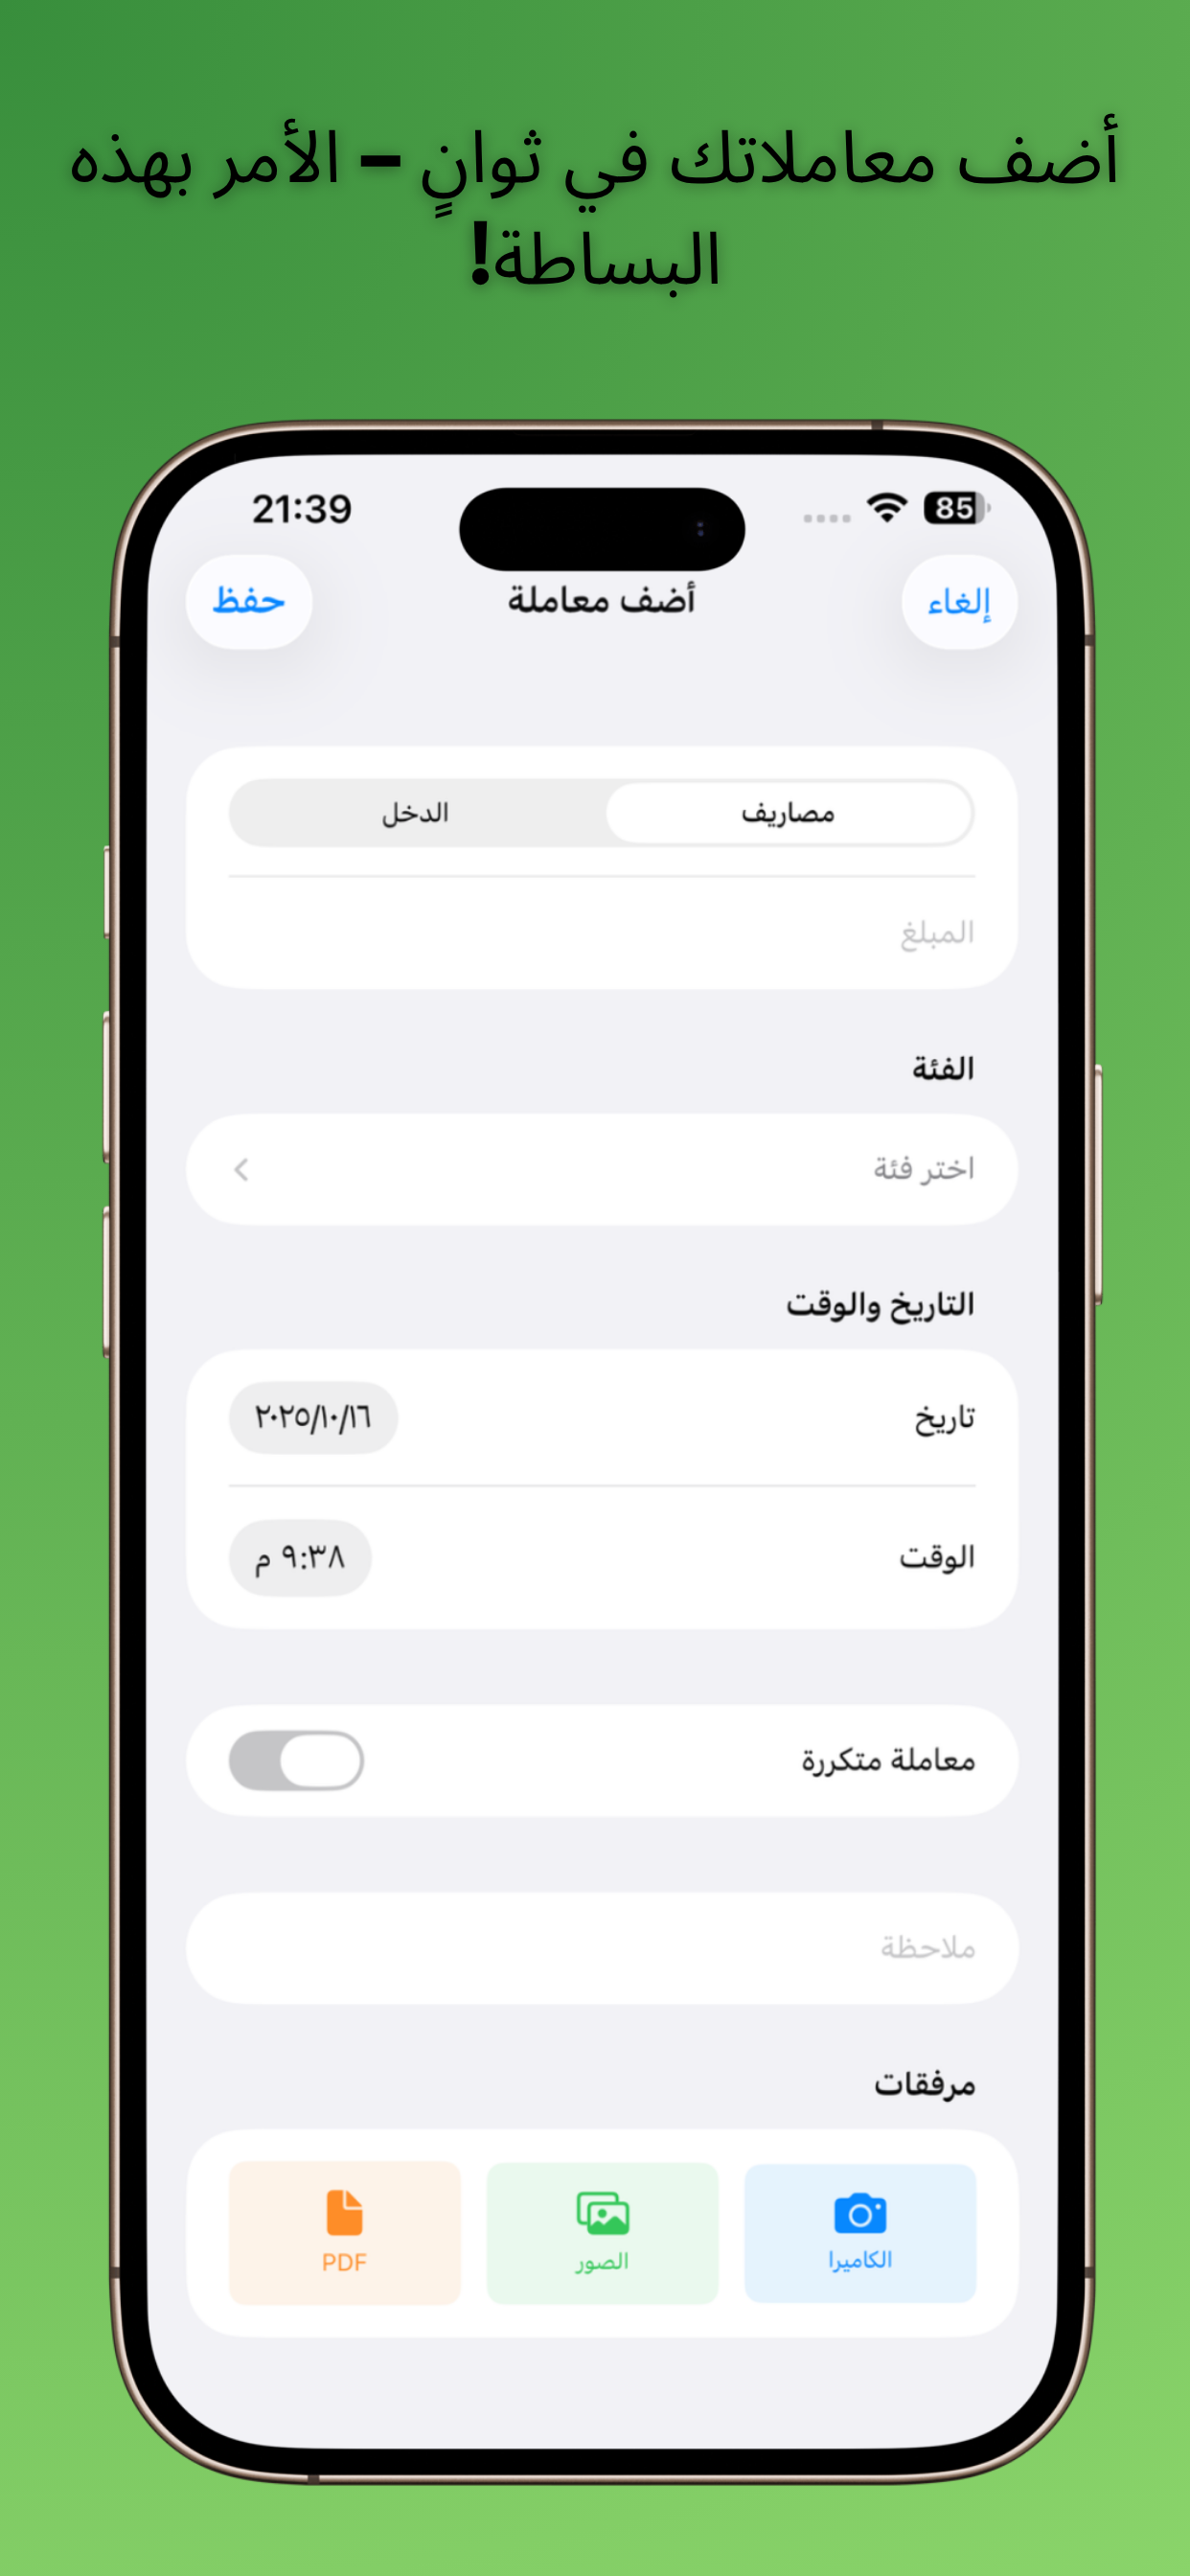 أضف معاملاتك في ثوانٍ – الأمر بهذه
البساطة!
21:39
85
إلغاء
أضف معاملة
حفظ
مصاريف
الدخل
المبلغ
الفئة
اختر فئة
التاريخ والوقت
تاريخ
٢٠٢٥/١٠/١٦
الوقت
٩:٣٨ م
معاملة متكررة
ملاحظة
مرفقات
الكاميرا
الصور
PDF